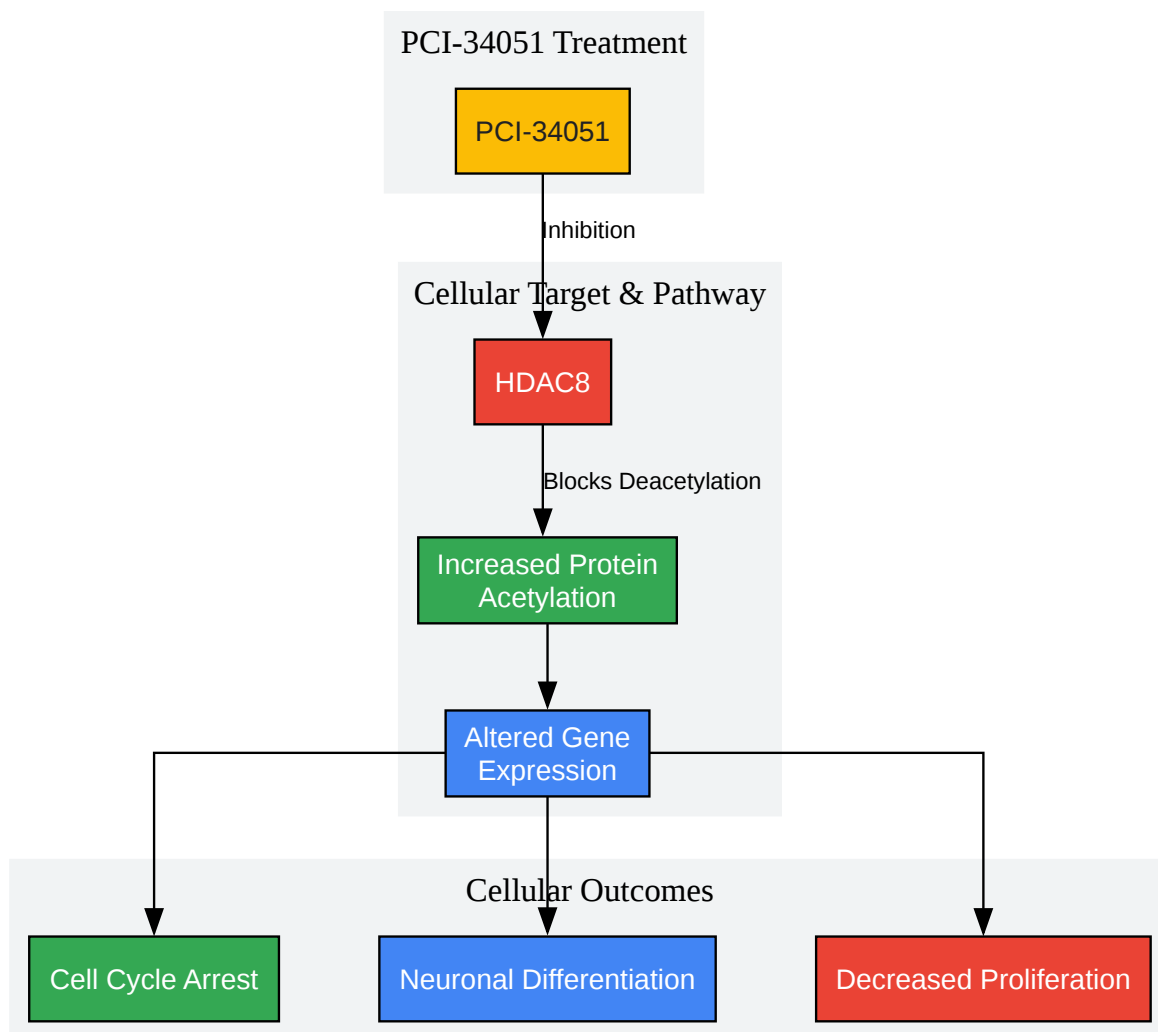 PCI-34051 Treatment
PCI-34051
Inhibition
Cellular Target & Pathway
HDAC8
Blocks Deacetylation
Increased Protein
Acetylation
Altered Gene
Expression
Cellular Outcomes
Cell Cycle Arrest
Neuronal Differentiation
Decreased Proliferation